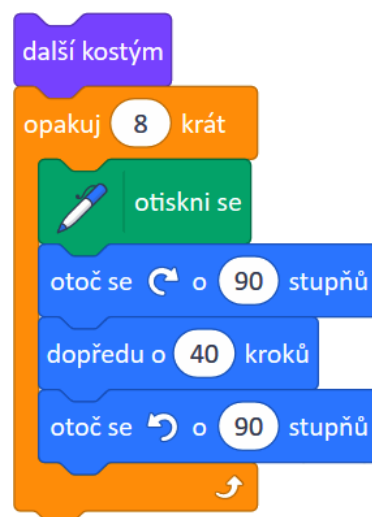 další kostým
opakuj 8 krát
otiskni se
otoč se o 90 stupňů
dopředu o 40 kroků
otoč se o 90 stupňů